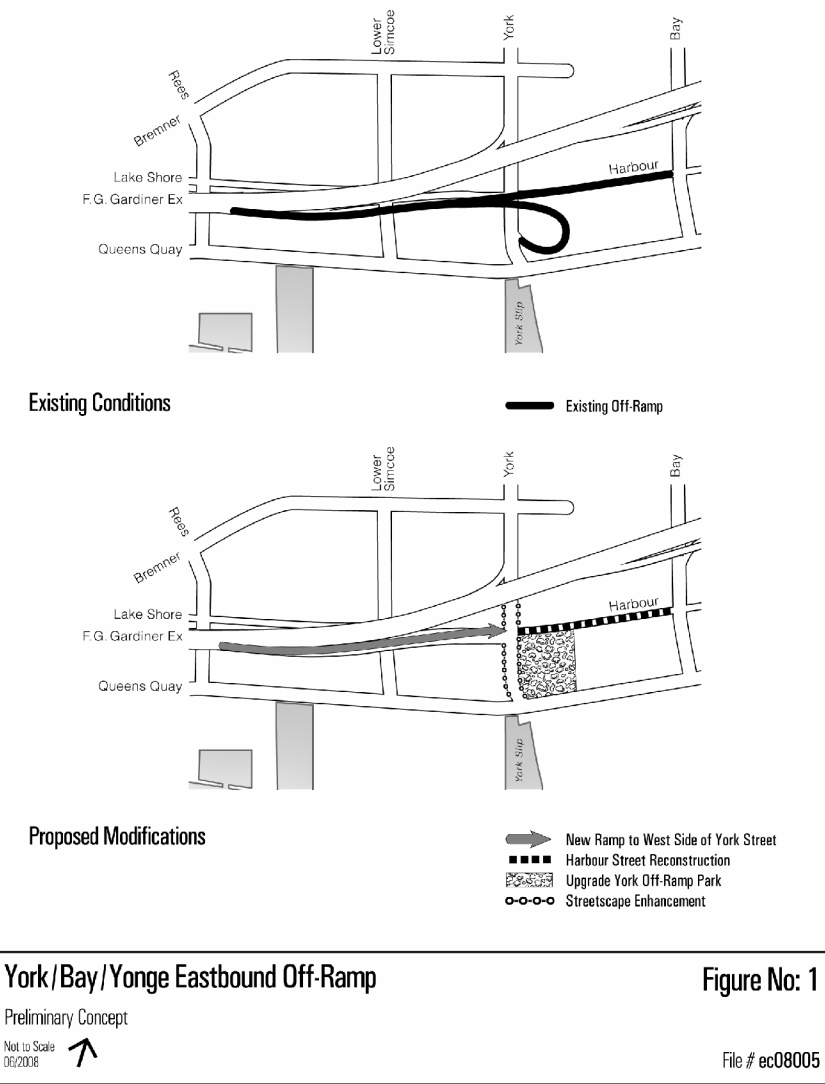 Lower
Simcoe
York
Bay
Rees
Bremner
Lake Shore
Harbour
F.G. Gardiner Ex
Queens Quay
York Slip
Existing Conditions
Existing Off-Ramp
Lower
Simcoe
York
Bay
Rees
Bremner
Lake Shore
Harbour
F.G. Gardiner Ex
Queens Quay
York Slip
Proposed Modifications
New Ramp to West Side of York Street
Harbour Street Reconstruction
Upgrade York Off-Ramp Park
Streetscape Enhancement
York/Bay/Yonge Eastbound Off-Ramp
Figure No: 1
Preliminary Concept
Not to Scale
06/2008
File # ec08005